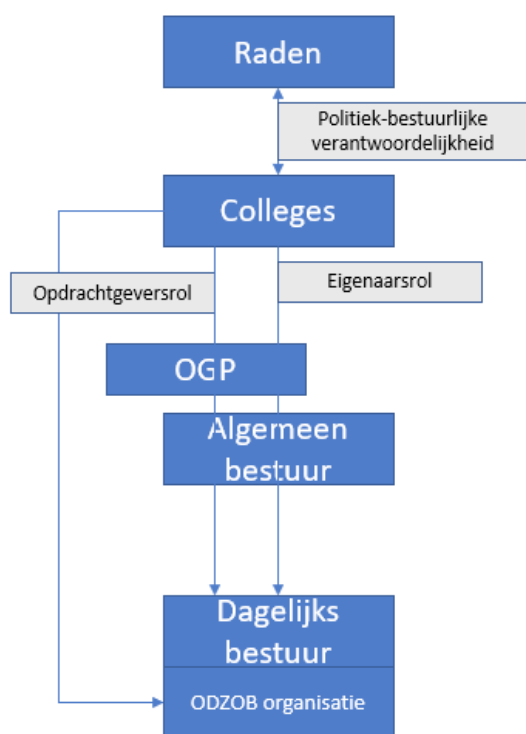 Raden
Politiek-bestuurlijke
verantwoordelijkheid
Colleges
Opdrachtgeversrol
Eigenaarsrol
OGP
Algemeen
bestuur
Dagelijks
bestuur
ODZOB organisatie